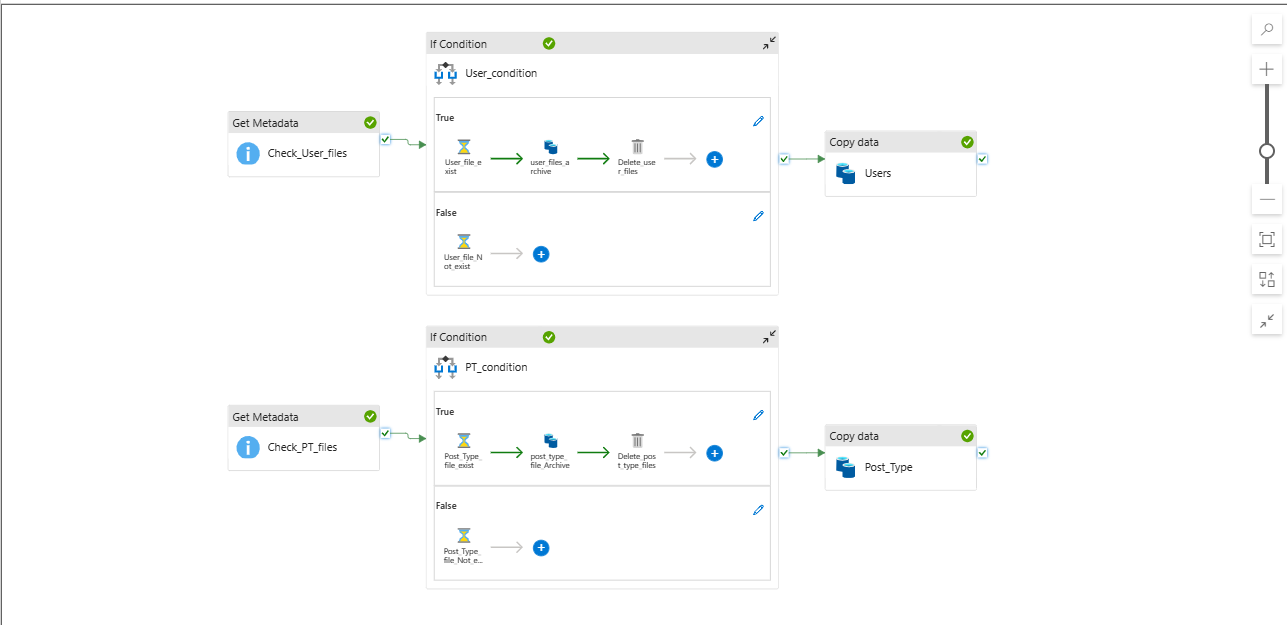 If Condition
User_condition
Get Metadata
Check_User_files
True
User_file_e
xist
user_files_a
rchive
Delete_use
r_files
Copy data
Users
False
User_file_N
ot_exist
If Condition
PT_condition
Get Metadata
Check_PT_files
True
Post_Type_
file_exist
post_type_
file_Archive
Delete_pos
t_type_files
Copy data
Post_Type
False
Post_Type_
file_Not_e...